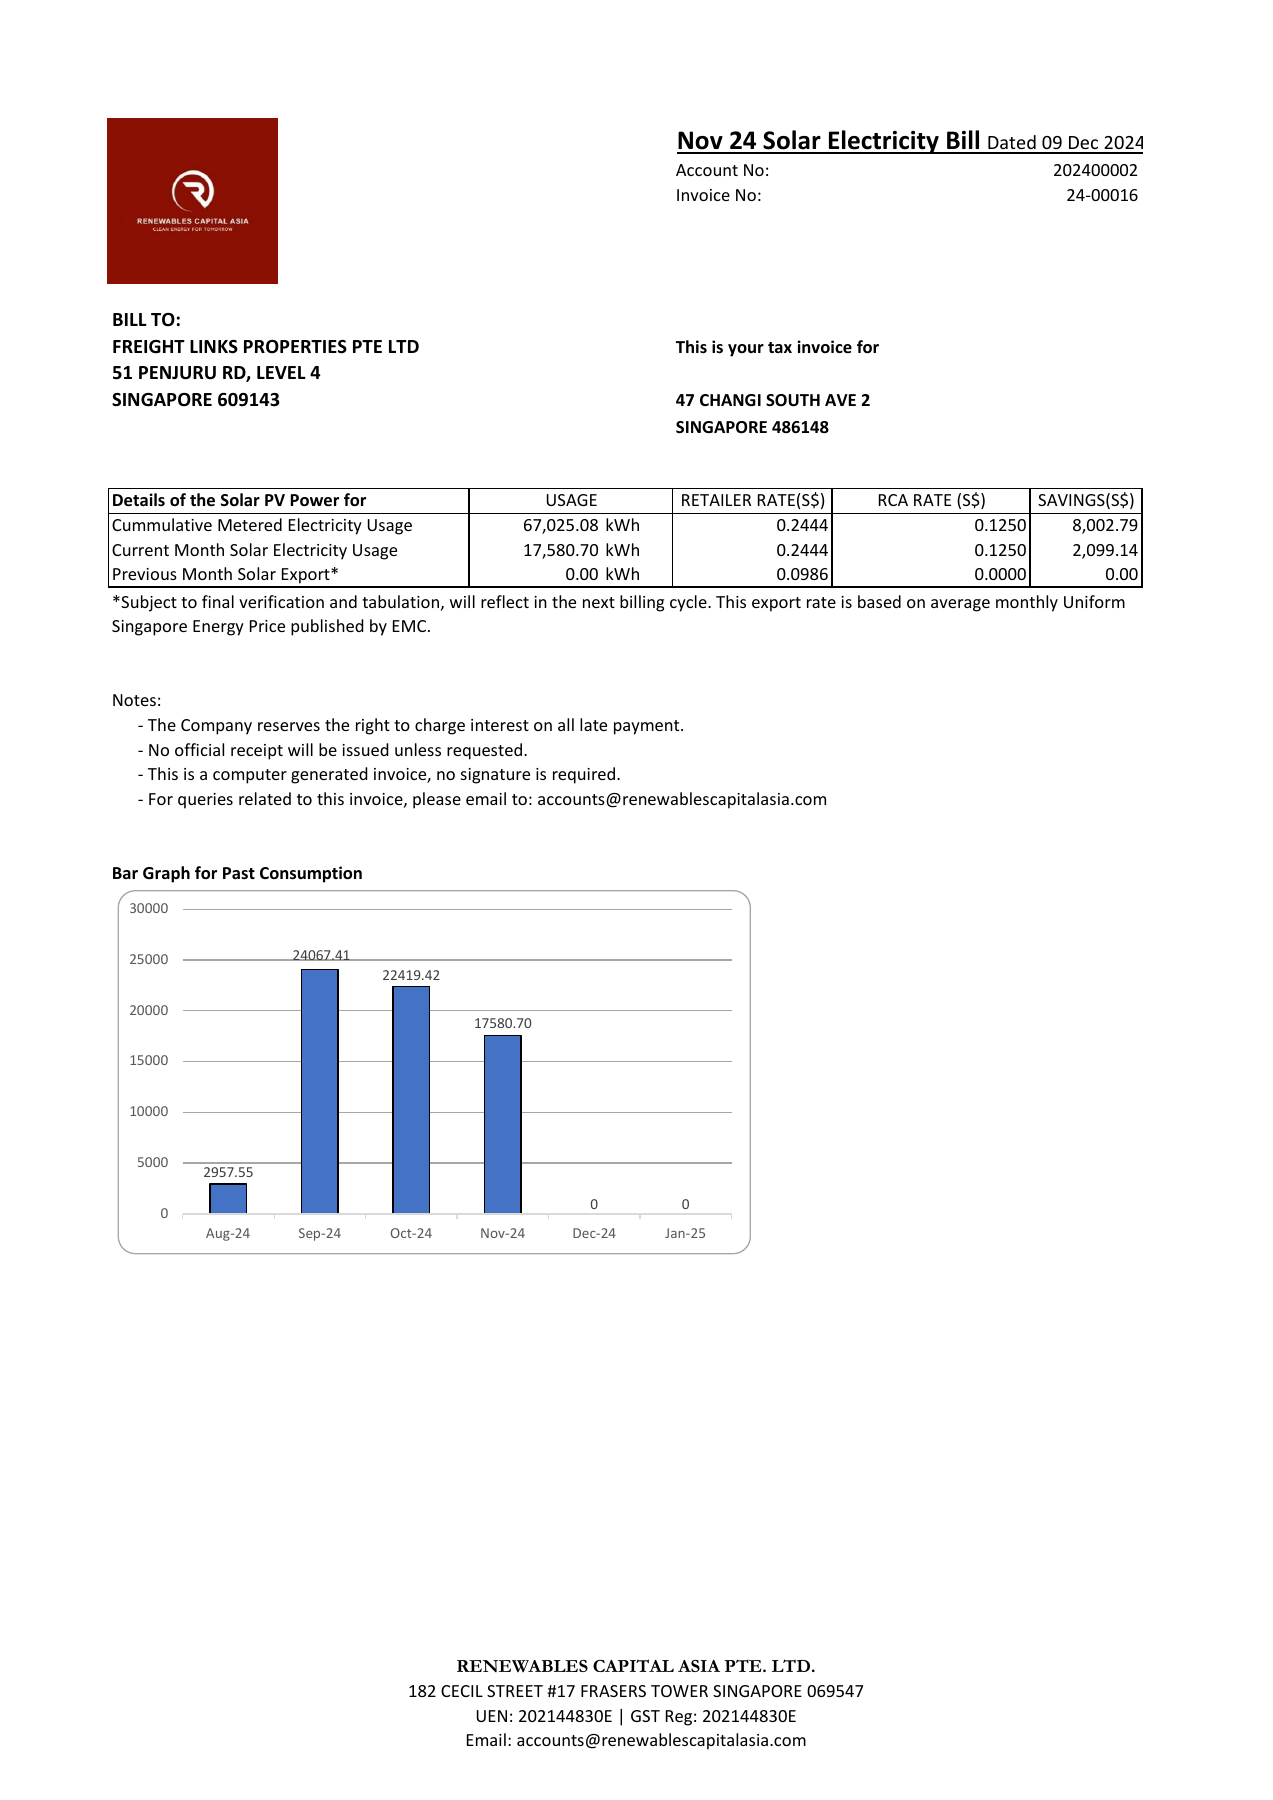 RENEWABLES CAPITAL ASIA
CLEAN ENERGY FOR TOMORROW
Nov 24 Solar Electricity Bill Dated 09 Dec 2024
Account No: 202400002
Invoice No: 24-00016
BILL TO:
FREIGHT LINKS PROPERTIES PTE LTD
This is your tax invoice for
51 PENJURU RD, LEVEL 4
SINGAPORE 609143
47 CHANGI SOUTH AVE 2
SINGAPORE 486148
Details of the Solar PV Power for USAGE RETAILER RATE(S$) RCA RATE (S$) SAVINGS(S$)
Cummulative Metered Electricity Usage 67,025.08 kWh 0.2444 0.1250 8,002.79
Current Month Solar Electricity Usage 17,580.70 kWh 0.2444 0.1250 2,099.14
Previous Month Solar Export* 0.00 kWh 0.0986 0.0000 0.00
*Subject to final verification and tabulation, will reflect in the next billing cycle. This export rate is based on average monthly Uniform
Singapore Energy Price published by EMC.
Notes:
- The Company reserves the right to charge interest on all late payment.
- No official receipt will be issued unless requested.
- This is a computer generated invoice, no signature is required.
- For queries related to this invoice, please email to: accounts@renewablescapitalasia.com
Bar Graph for Past Consumption
30000
24067.41
25000
22419.42
20000
17580.70
15000
10000
5000
2957.55
0 0
0
Aug-24 Sep-24 Oct-24 Nov-24 Dec-24 Jan-25
RENEWABLES CAPITAL ASIA PTE. LTD.
182 CECIL STREET #17 FRASERS TOWER SINGAPORE 069547
UEN: 202144830E | GST Reg: 202144830E
Email: accounts@renewablescapitalasia.com